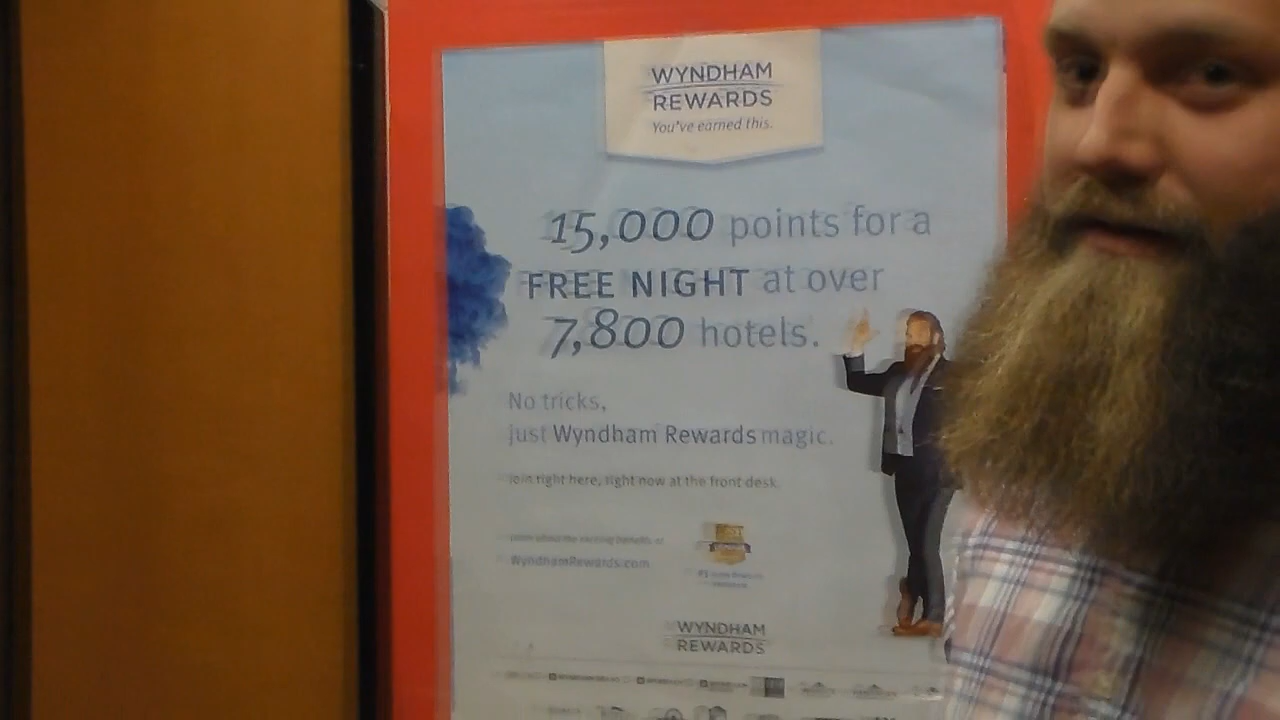 WYNDHAM
REWARDS
You've earned this.
15,000 points for a
FREE NIGHT at over
7,800 hotels.
No tricks,
just Wyndham Rewards magic.
Join right here, right now at the front desk.
WyndhamRewards.com
BEST
WYNDHAM
REWARDS